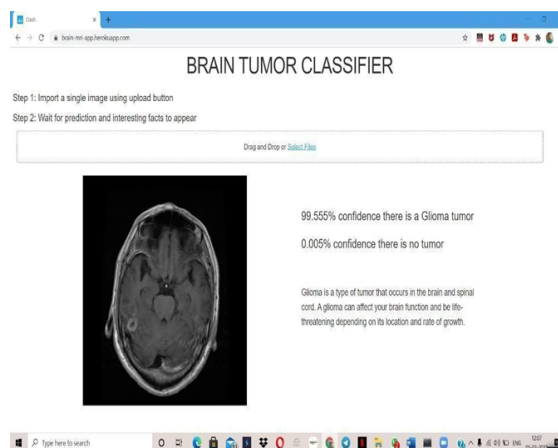 Dash
brain-mri-app.herokuapp.com
BRAIN TUMOR CLASSIFIER
Step 1: Import a single image using upload button
Step 2: Wait for prediction and interesting facts to appear
Drag and Drop or Select Files
99.555% confidence there is a Glioma tumor
0.005% confidence there is no tumor
Glioma is a type of tumor that occurs in the brain and spinal
cord. A glioma can affect your brain function and be life-
threatening depending on its location and rate of growth.
Type here to search
ENG
12:07